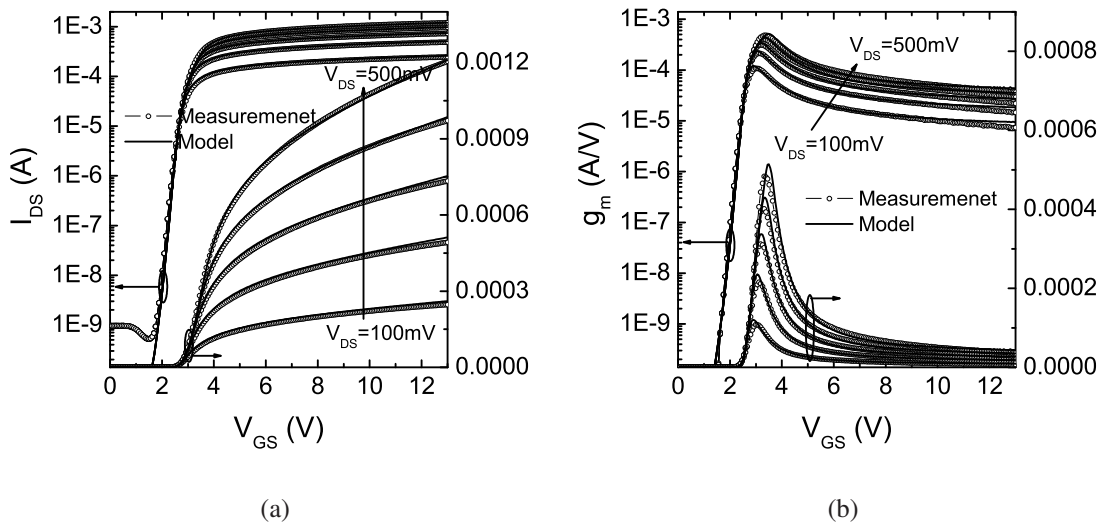 1E-3
1E-4
1E-5
1E-6
1E-7
1E-8
1E-9
I_DS (A)
0.0012
0.0009
0.0006
0.0003
0.0000
V_DS=500mV
Measuremenet
Model
V_DS=100mV
0 2 4 6 8 10 12
V_GS (V)
(a)
1E-3
1E-4
1E-5
1E-6
1E-7
1E-8
1E-9
g_m (A/V)
0.0008
0.0006
0.0004
0.0002
0.0000
V_DS=500mV
V_DS=100mV
Measuremenet
Model
0 2 4 6 8 10 12
V_GS (V)
(b)